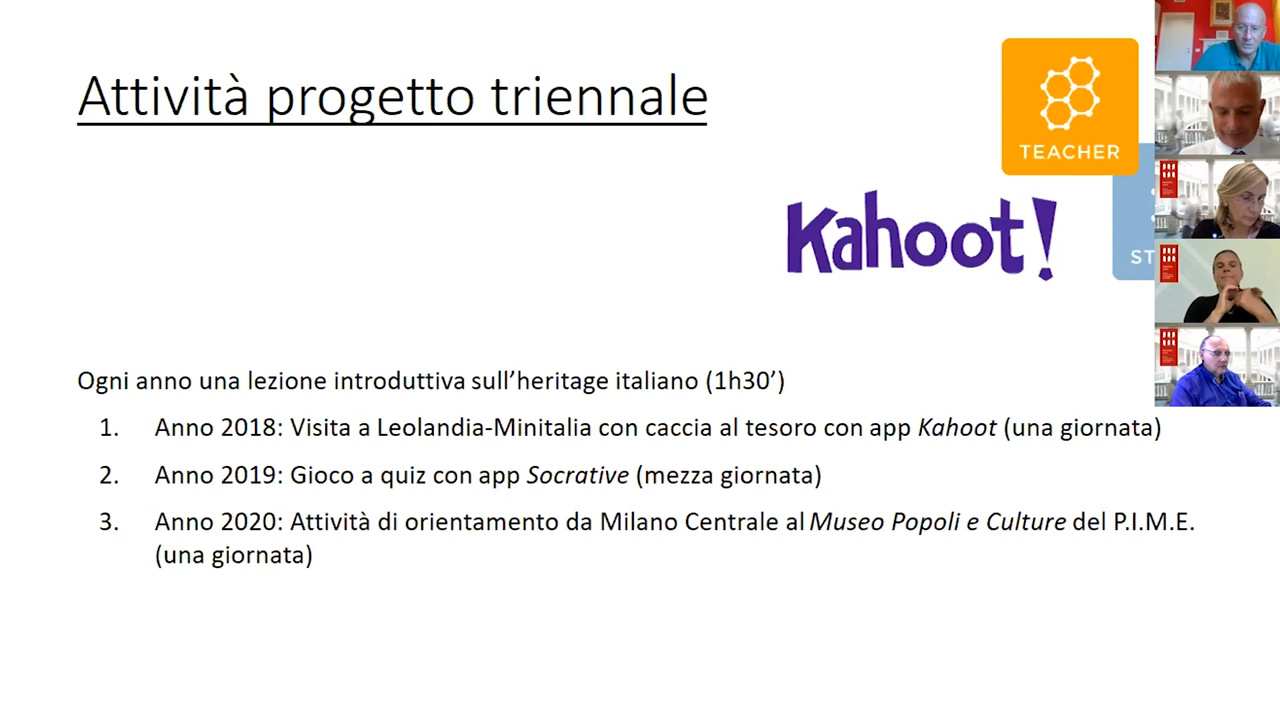 Attività progetto triennale
TEACHER
ST
Kahoot!
Ogni anno una lezione introduttiva sull’heritage italiano (1h30’)
1. Anno 2018: Visita a Leolandia-Minitalia con caccia al tesoro con app Kahoot (una giornata)
2. Anno 2019: Gioco a quiz con app Socrative (mezza giornata)
3. Anno 2020: Attività di orientamento da Milano Centrale al Museo Popoli e Culture del P.I.M.E.
(una giornata)